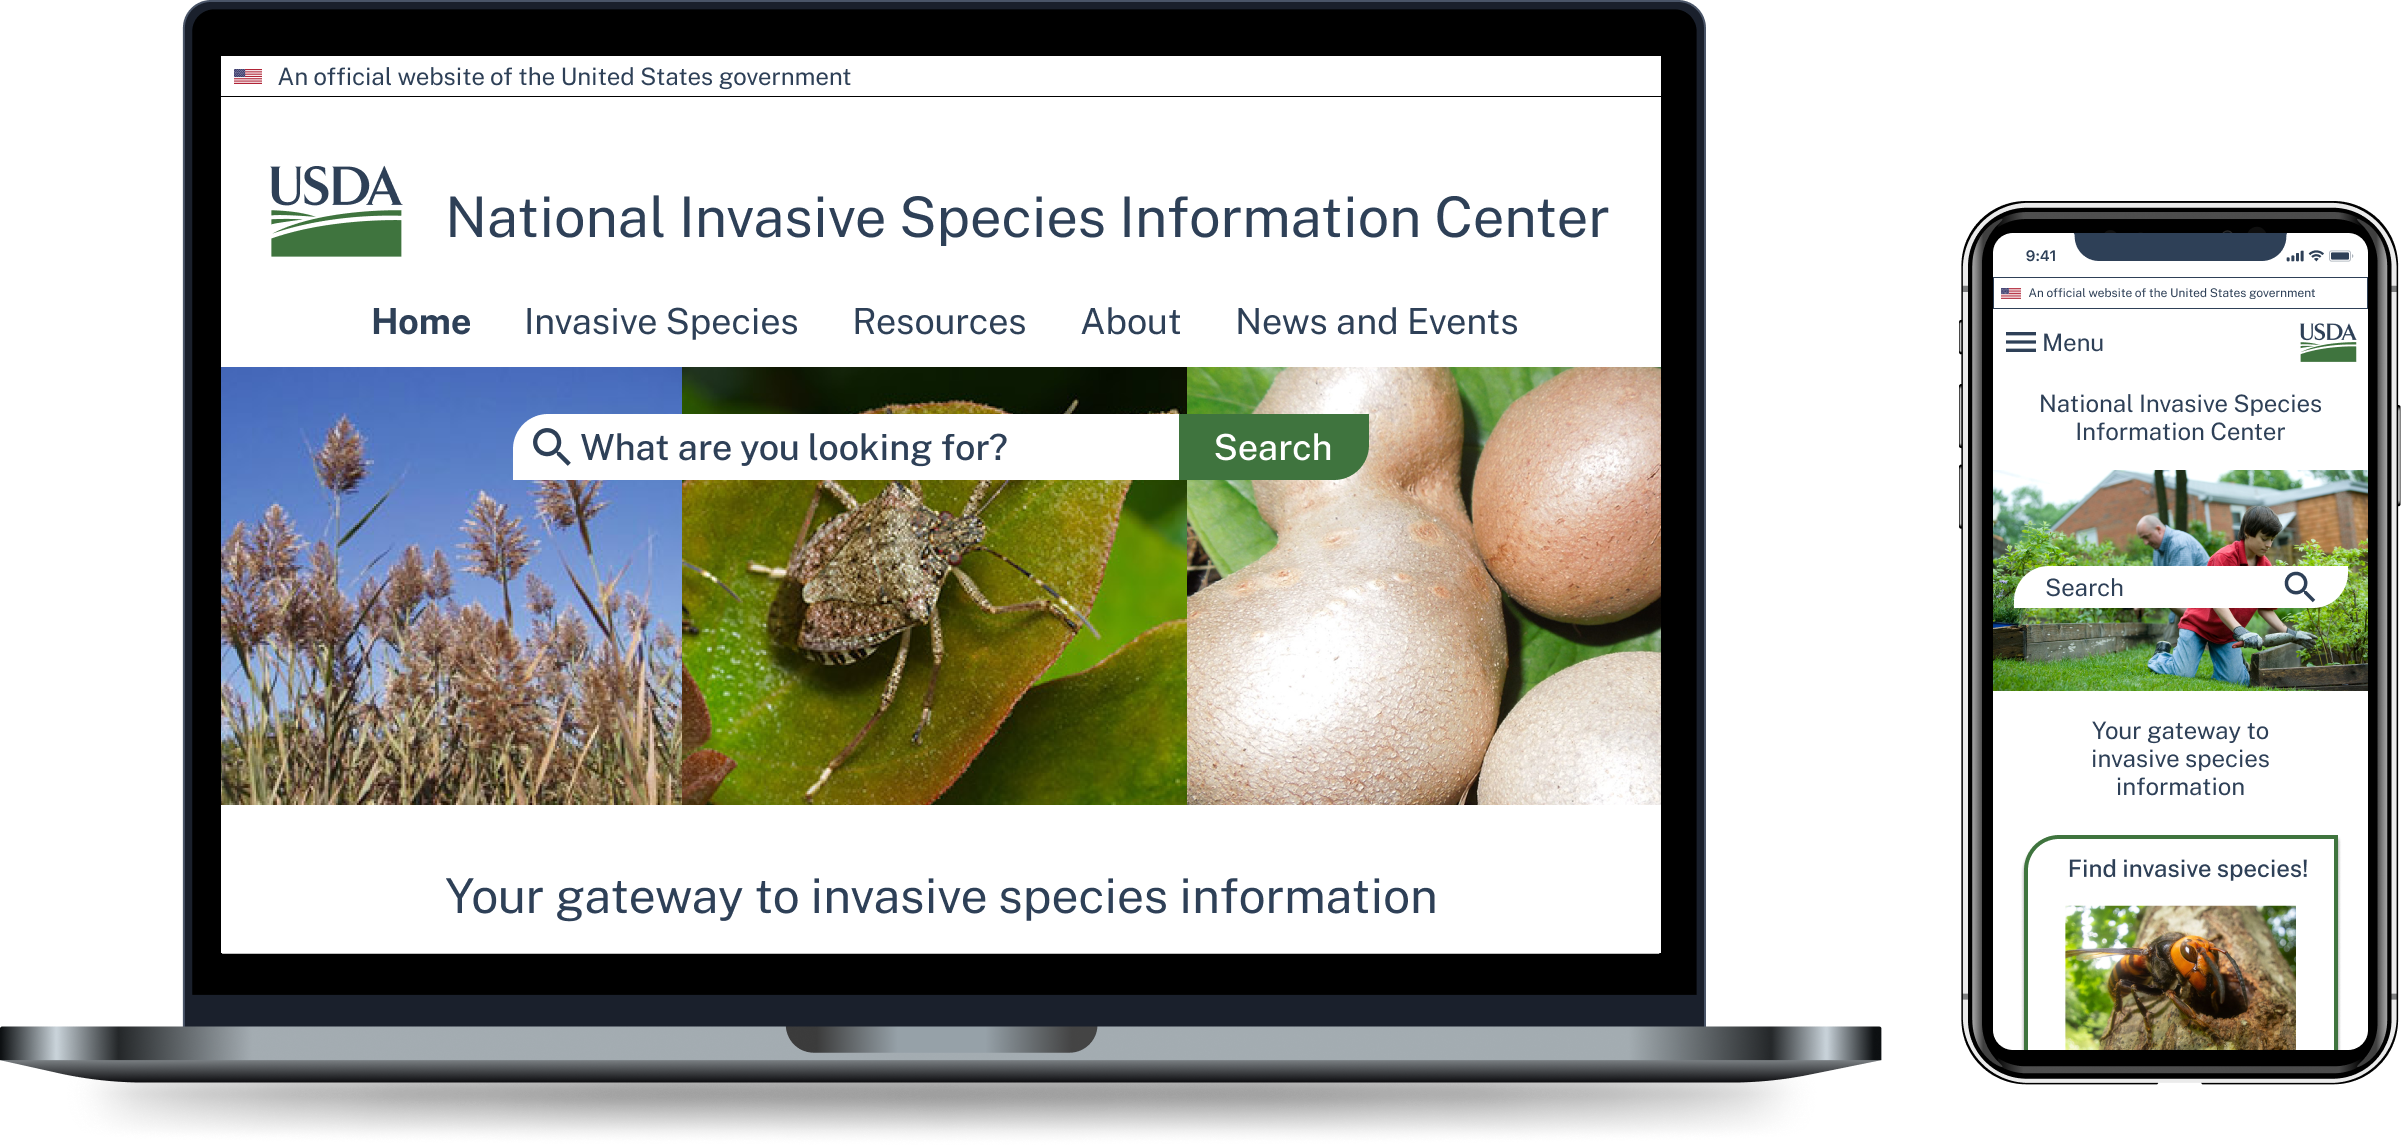 An official website of the United States government
USDA
National Invasive Species Information Center
Home Invasive Species Resources About News and Events
What are you looking for? Search
Your gateway to invasive species information
9:41
An official website of the United States government
Menu USDA
National Invasive Species
Information Center
Search
Your gateway to
invasive species
information
Find invasive species!